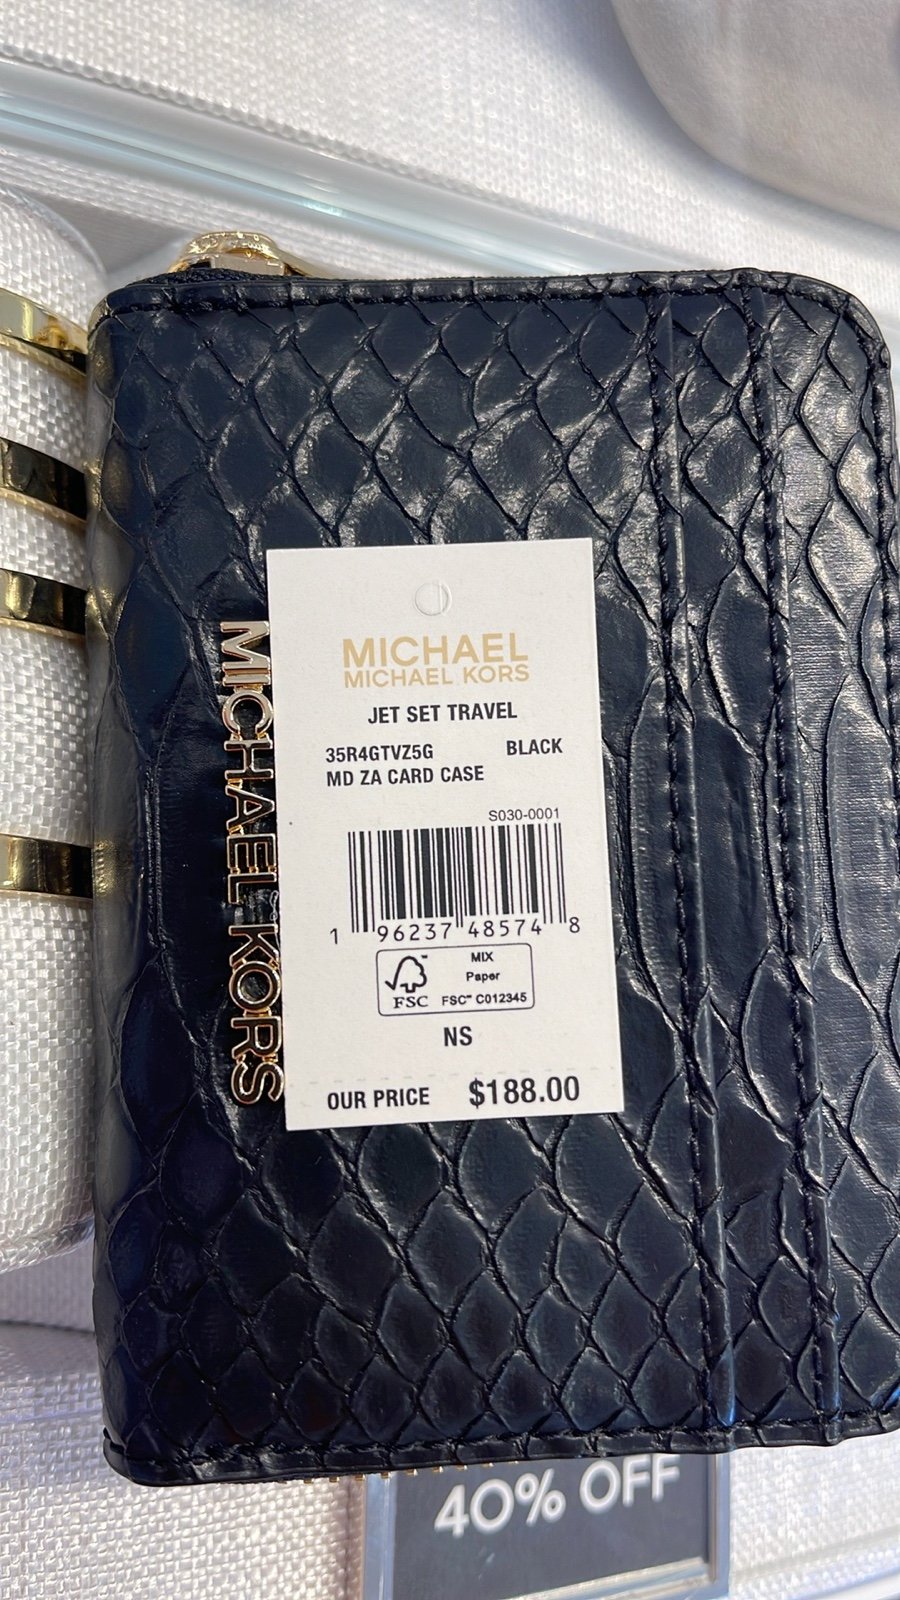 MICHAEL KORS
MICHAEL
MICHAEL KORS
JET SET TRAVEL
35R4GTVZ5G BLACK
MD ZA CARD CASE
S030-0001
1 96237 48574 8
MIX
Paper
FSC™ C012345
FSC
NS
OUR PRICE $188.00
40% OFF